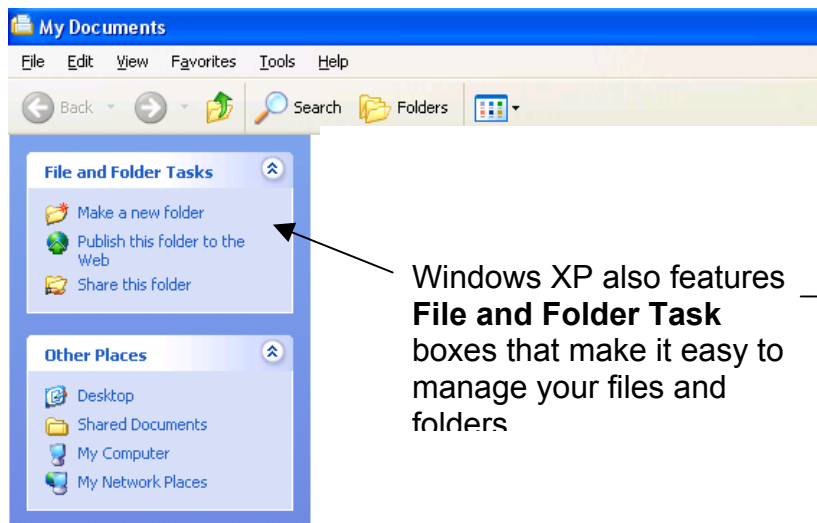 My Documents
File Edit View Favorites Tools Help
Back Search Folders
File and Folder Tasks
Make a new folder
Publish this folder to the
Web
Share this folder
Windows XP also features
File and Folder Task
boxes that make it easy to
manage your files and
folders
Other Places
Desktop
Shared Documents
My Computer
My Network Places